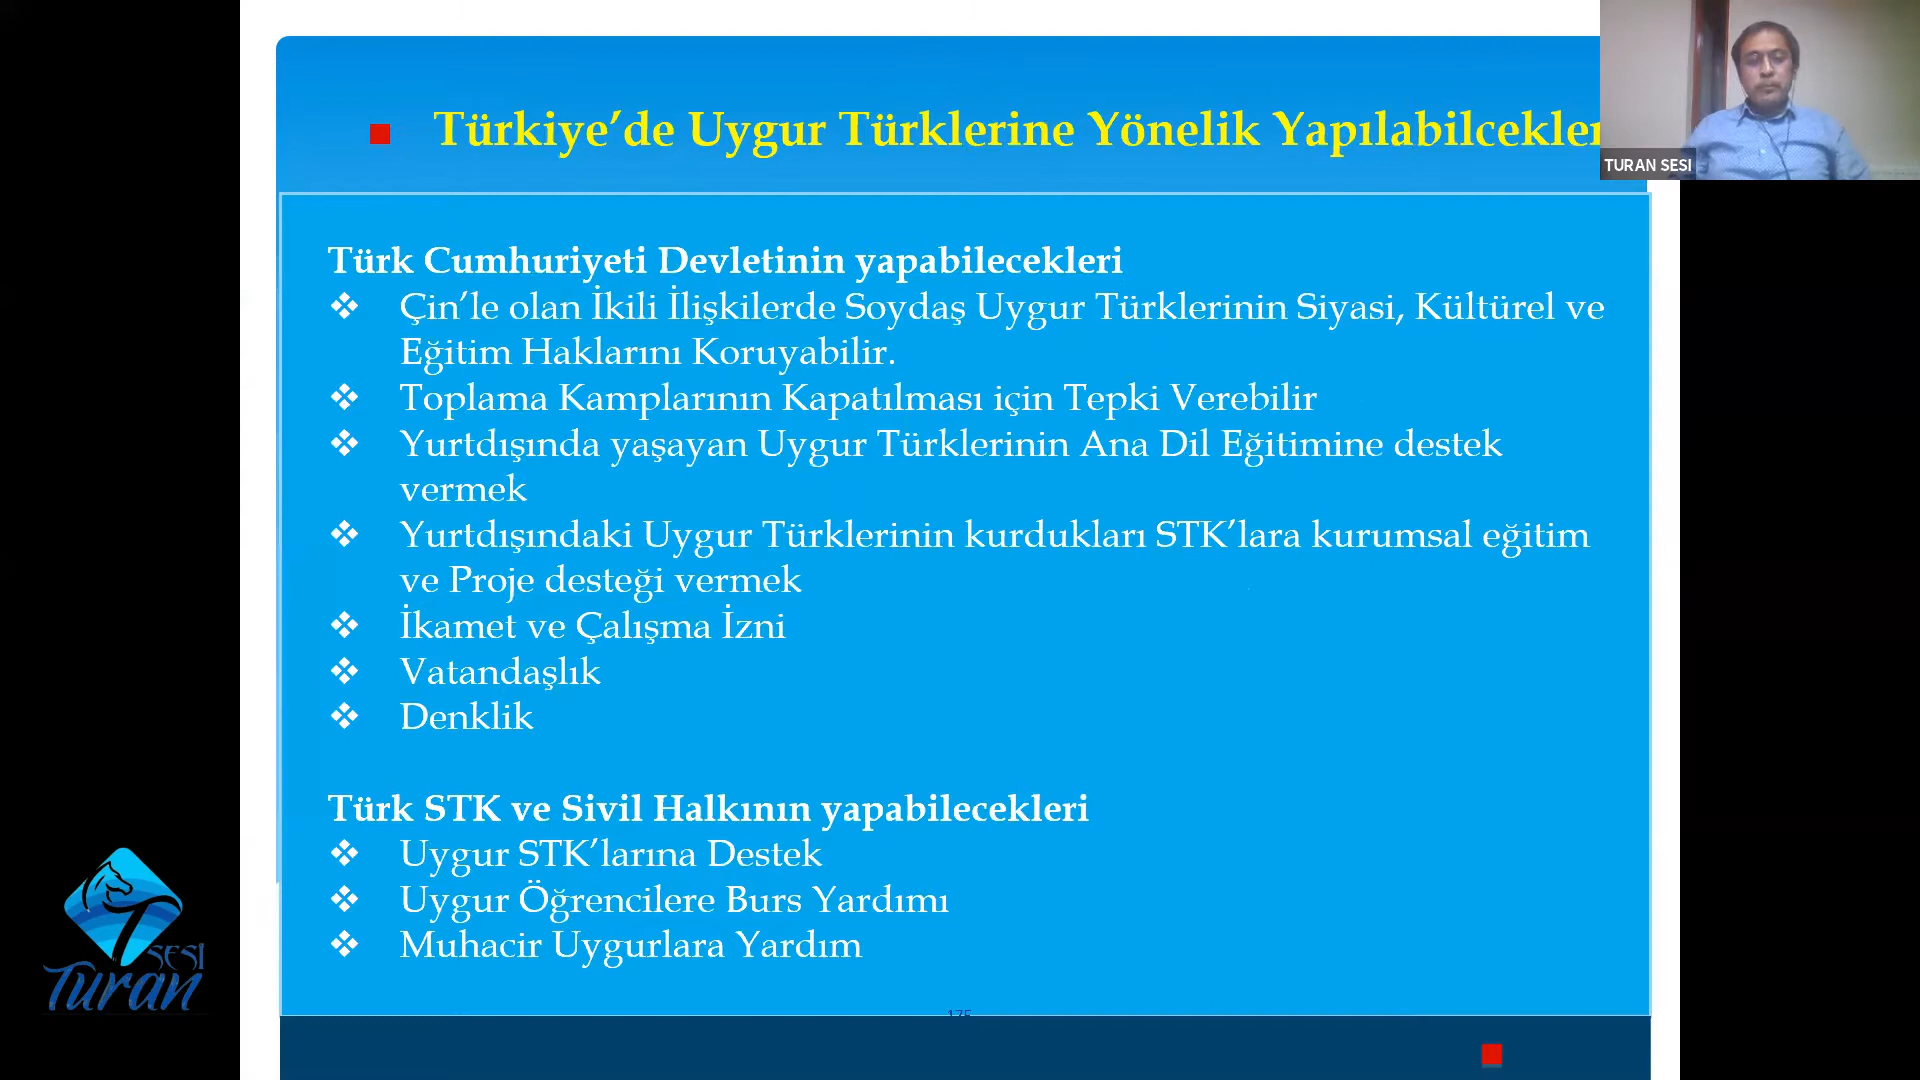 Türkiye’de Uygur Türklerine Yönelik Yapılabilcekler
TURAN SESI
Türk Cumhuriyeti Devletinin yapabilecekleri
❖ Çin’le olan İkili İlişkilerde Soydaş Uygur Türklerinin Siyasi, Kültürel ve
Eğitim Haklarını Koruyabilir.
❖ Toplama Kamplarının Kapatılması için Tepki Verebilir
❖ Yurtdışında yaşayan Uygur Türklerinin Ana Dil Eğitimine destek
vermek
❖ Yurtdışındaki Uygur Türklerinin kurdukları STK’lara kurumsal eğitim
ve Proje desteği vermek
❖ İkamet ve Çalışma İzni
❖ Vatandaşlık
❖ Denklik
Türk STK ve Sivil Halkının yapabilecekleri
❖ Uygur STK’larına Destek
❖ Uygur Öğrencilere Burs Yardımı
❖ Muhacir Uygurlara Yardım
175
SESİ
Turan